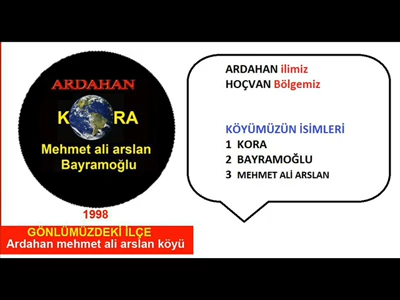 ARDAHAN
K RA
Mehmet ali arslan
Bayramoğlu
1998
GÖNLÜMÜZDEKİ İLÇE
Ardahan mehmet ali arslan köyü
ARDAHAN ilimiz
HOÇVAN Bölgemiz
KÖYÜMÜZÜN İSİMLERİ
1 KORA
2 BAYRAMOĞLU
3 MEHMET ALİ ARSLAN